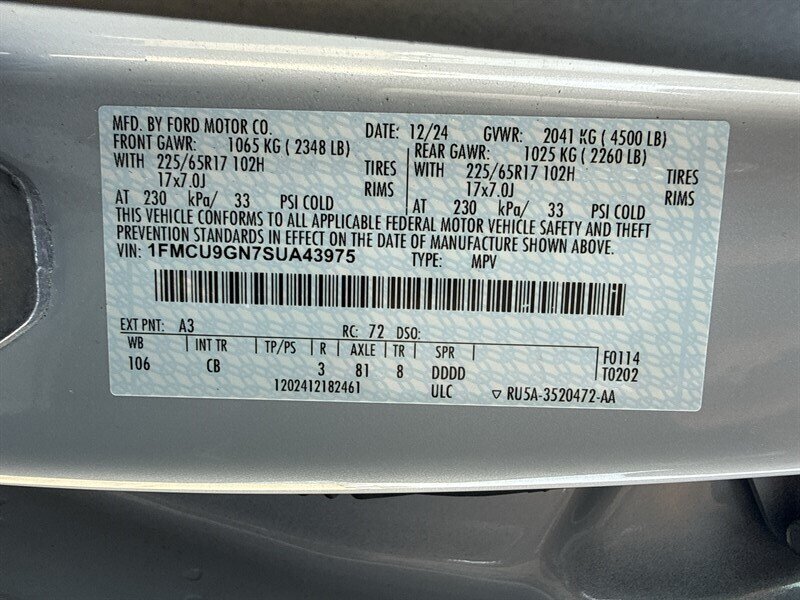 MFD. BY FORD MOTOR CO. DATE: 12/24 GVWR: 2041 KG ( 4500 LB)
FRONT GAWR: 1065 KG ( 2348 LB) REAR GAWR: 1025 KG ( 2260 LB)
WITH 225/65R17 102H TIRES WITH 225/65R17 102H TIRES
17x7.0J RIMS 17x7.0J RIMS
AT 230 kPa/ 33 PSI COLD AT 230 kPa/ 33 PSI COLD
THIS VEHICLE CONFORMS TO ALL APPLICABLE FEDERAL MOTOR VEHICLE SAFETY AND THEFT
PREVENTION STANDARDS IN EFFECT ON THE DATE OF MANUFACTURE SHOWN ABOVE.
VIN: 1FMCU9GN7SUA43975 TYPE: MPV
EXT PNT: A3 RC: 72 DSO:
WB INT TR TP/PS R AXLE TR SPR F0114
106 CB 3 81 8 DDDD T0202
1202412182461 ULC ▽ RU5A-3520472-AA